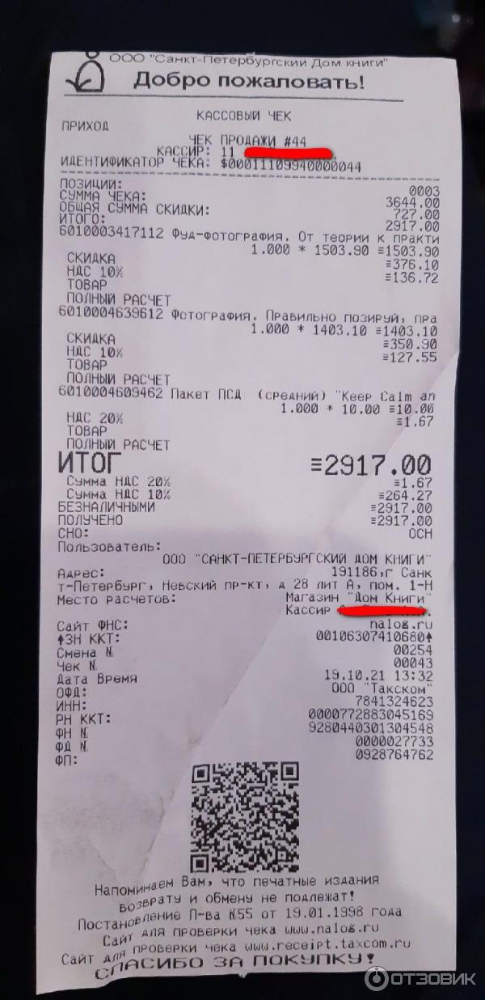 ООО "Санкт-Петербургский Дом книги"
Добро пожаловать!
КАССОВЫЙ ЧЕК
ПРИХОД
ЧЕК ПРОДАЖИ #44
КАССИР: 11
ИДЕНТИФИКАТОР ЧЕКА: $00011109940000044
ПОЗИЦИЙ: 0003
СУММА ЧЕКА: 3644.00
ОБЩАЯ СУММА СКИДКИ: 727.00
ИТОГО: 2917.00
6010003417112 Фуд-фотография. От теории к практи
1.000 * 1503.90 ≡1503.90
СКИДКА ≡376.10
НДС 10% ≡136.72
ТОВАР
ПОЛНЫЙ РАСЧЕТ
6010004639612 Фотография. Правильно позируй, пра
1.000 * 1403.10 ≡1403.10
СКИДКА ≡350.90
НДС 10% ≡127.55
ТОВАР
ПОЛНЫЙ РАСЧЕТ
6010004609462 Пакет ПСД (средний) "Keep Calm an
1.000 * 10.00 ≡10.00
НДС 20% ≡1.67
ТОВАР
ПОЛНЫЙ РАСЧЕТ
ИТОГ ≡2917.00
Сумма НДС 20% ≡1.67
Сумма НДС 10% ≡264.27
БЕЗНАЛИЧНЫМИ ≡2917.00
ПОЛУЧЕНО ≡2917.00
СНО: ОСН
Пользователь:
ООО "САНКТ-ПЕТЕРБУРГСКИЙ ДОМ КНИГИ"
Адрес: 191186,г Санк
т-Петербург, Невский пр-кт, д 28 лит А, пом. 1-Н
Место расчетов: Магазин "Дом Книги"
Кассир
Сайт ФНС: nalog.ru
ЗН ККТ: 00106307410680
Смена № 00254
Чек № 00043
Дата Время 19.10.21 13:32
ОФД: ООО "Такском"
ИНН: 7841324623
РН ККТ: 0000772883045169
ФН № 9280440301304548
ФД № 0000027733
ФП: 0928764762
Напоминаем Вам, что печатные издания
возврату и обмену не подлежат!
Постановление П-ва №55 от 19.01.1998 года
Сайт для проверки чека www.nalog.ru
Сайт для проверки чека www.receipt.taxcom.ru
СПАСИБО ЗА ПОКУПКУ!
ОТЗОВИК